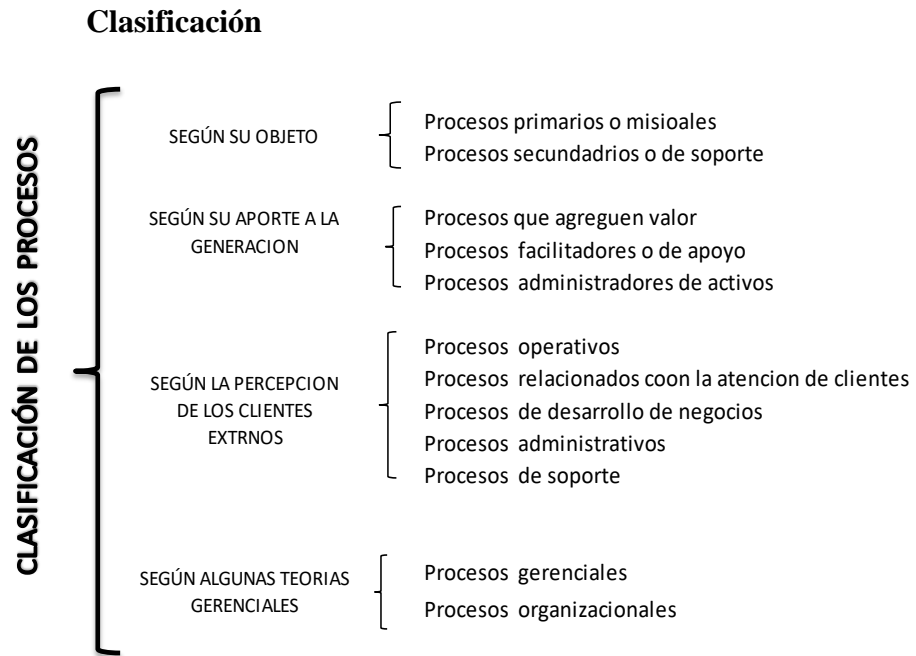 Clasificación
CLASIFICACIÓN DE LOS PROCESOS
SEGÚN SU OBJETO
Procesos primarios o misioales
Procesos secundadrios o de soporte
SEGÚN SU APORTE A LA
GENERACION
Procesos que agreguen valor
Procesos facilitadores o de apoyo
Procesos administradores de activos
SEGÚN LA PERCEPCION
DE LOS CLIENTES
EXTRNOS
Procesos operativos
Procesos relacionados coon la atencion de clientes
Procesos de desarrollo de negocios
Procesos administrativos
Procesos de soporte
SEGÚN ALGUNAS TEORIAS
GERENCIALES
Procesos gerenciales
Procesos organizacionales